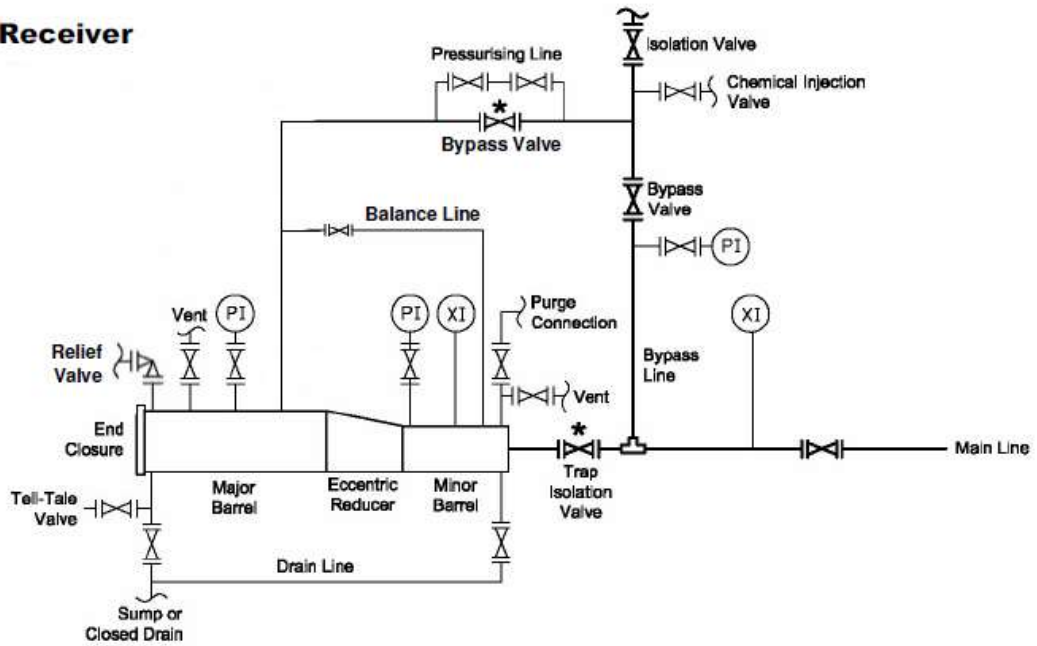 Receiver
Isolation Valve
Pressurising Line
Chemical Injection
Valve
*
Bypass Valve
Bypass
Valve
Balance Line
PI
Vent
PI
PI
XI
Purge
Connection
XI
Relief
Valve
Bypass
Line
Vent
End
Closure
*
Main Line
Trap
Isolation
Valve
Major
Barrel
Eccentric
Reducer
Minor
Barrel
Tell-Tale
Valve
Drain Line
Sump or
Closed Drain